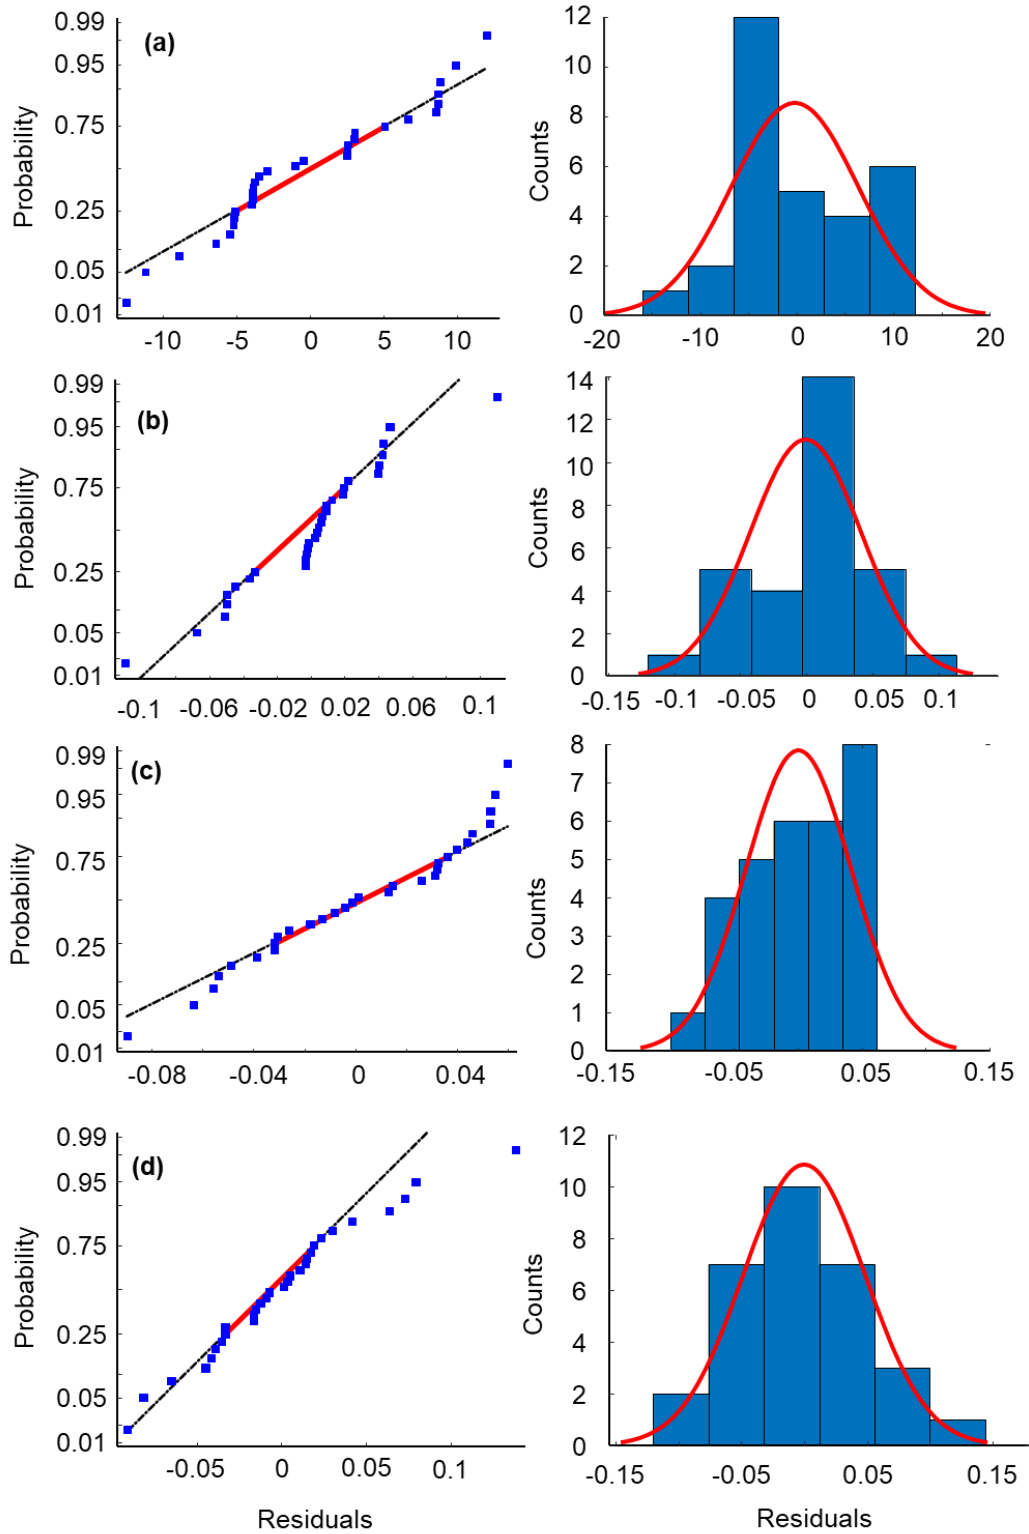 (a)
Probability
0.99
0.95
0.75
0.25
0.05
0.01
-10 -5 0 5 10
Counts
12
10
8
6
4
2
0
-20 -10 0 10 20
(b)
Probability
0.99
0.95
0.75
0.25
0.05
0.01
-0.1 -0.06 -0.02 0.02 0.06 0.1
Counts
14
12
10
8
6
4
2
0
-0.15 -0.1 -0.05 0 0.05 0.1
(c)
Probability
0.99
0.95
0.75
0.25
0.05
0.01
-0.08 -0.04 0 0.04
Counts
8
7
6
5
4
3
2
1
0
-0.15 -0.05 0.05 0.15
(d)
Probability
0.99
0.95
0.75
0.25
0.05
0.01
-0.05 0 0.05 0.1
Residuals
Counts
12
10
8
6
4
2
0
-0.15 -0.05 0.05 0.15
Residuals